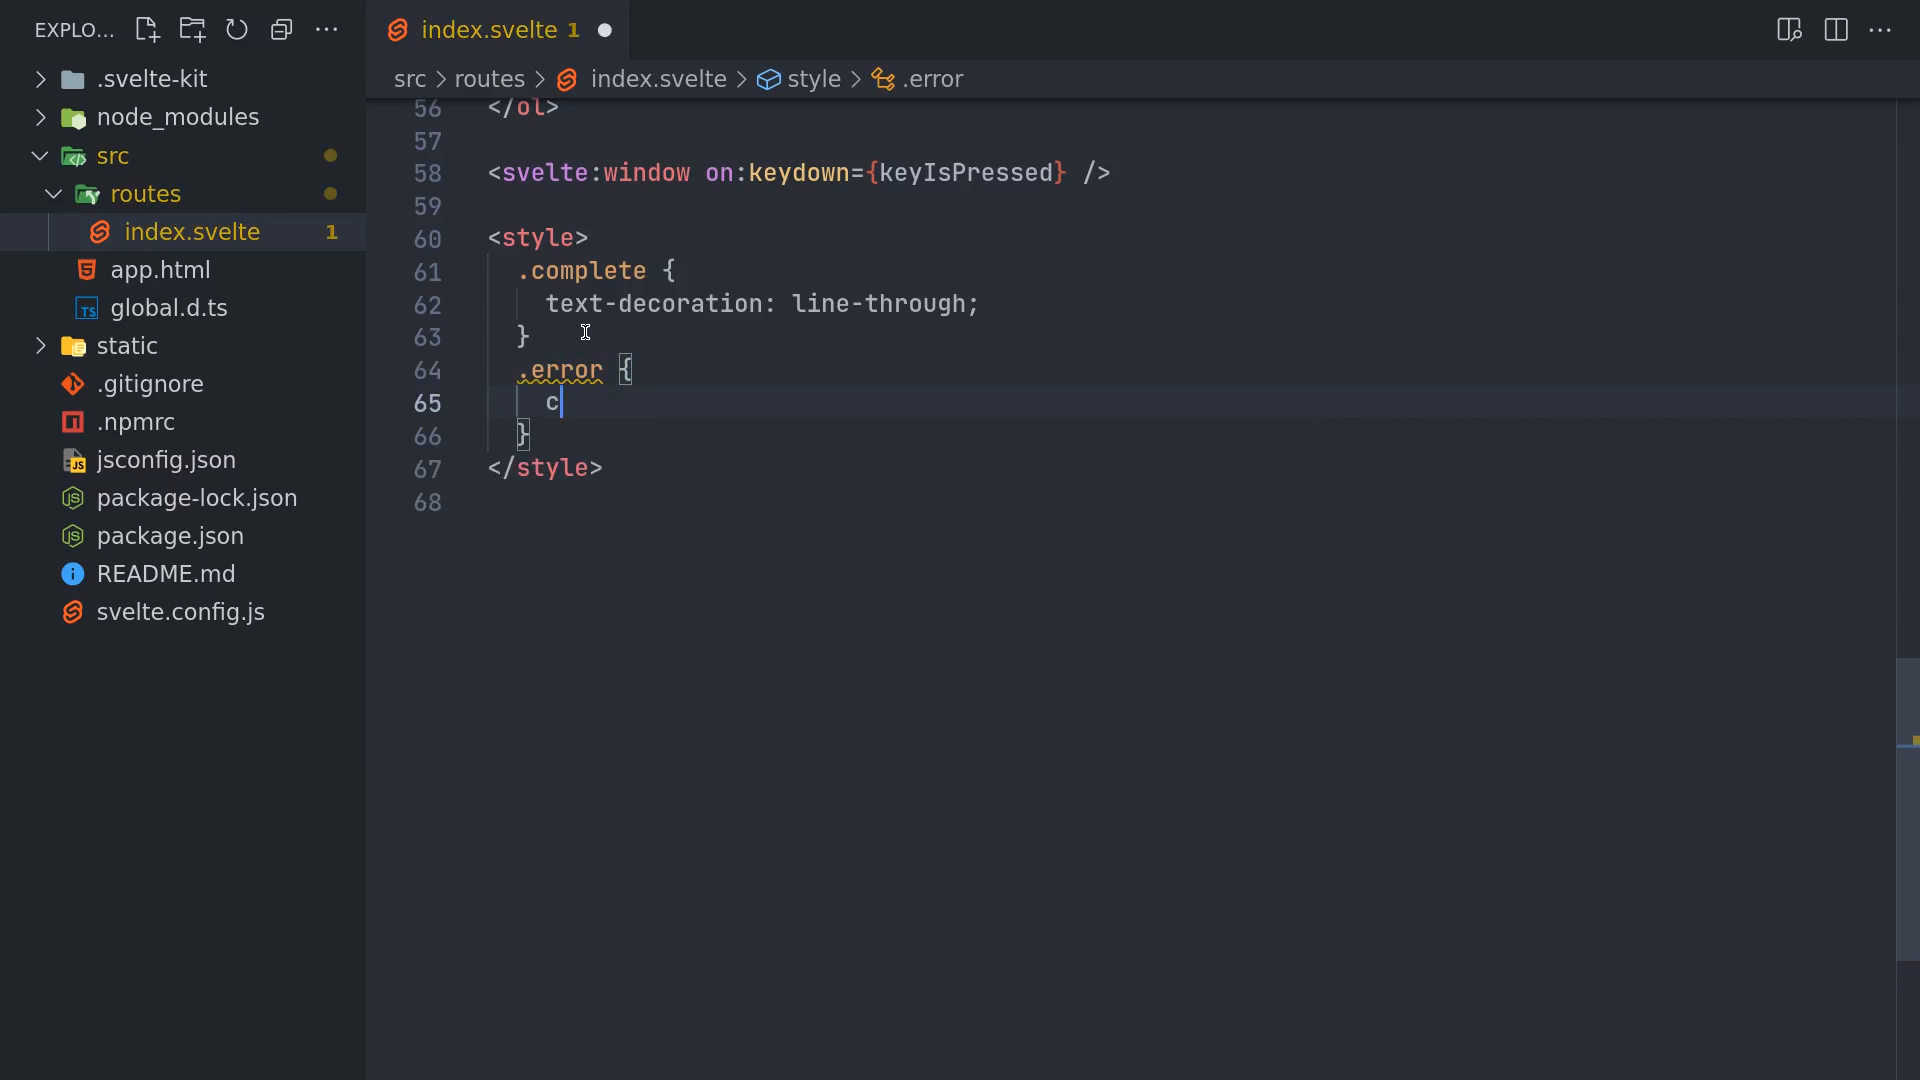 EXPLO...
.svelte-kit
node_modules
src
routes
index.svelte 1
app.html
global.d.ts
static
.gitignore
.npmrc
jsconfig.json
package-lock.json
package.json
README.md
svelte.config.js
index.svelte 1
src > routes > index.svelte > style > .error
56 </ol>
57
58 <svelte:window on:keydown={keyIsPressed} />
59
60 <style>
61 .complete {
62 text-decoration: line-through;
63 }
64 .error {
65 c
66 }
67 </style>
68